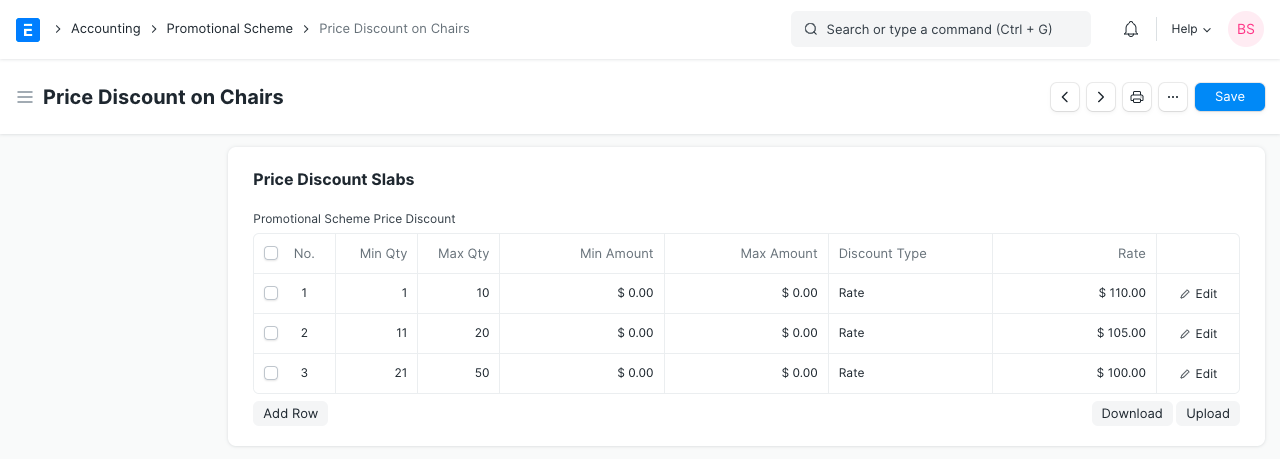 E Accounting Promotional Scheme Price Discount on Chairs Search or type a command (Ctrl + G) Help BS
Price Discount on Chairs Save
Price Discount Slabs
Promotional Scheme Price Discount
No. Min Qty Max Qty Min Amount Max Amount Discount Type Rate
1 1 10 $ 0.00 $ 0.00 Rate $ 110.00 Edit
2 11 20 $ 0.00 $ 0.00 Rate $ 105.00 Edit
3 21 50 $ 0.00 $ 0.00 Rate $ 100.00 Edit
Add Row Download Upload